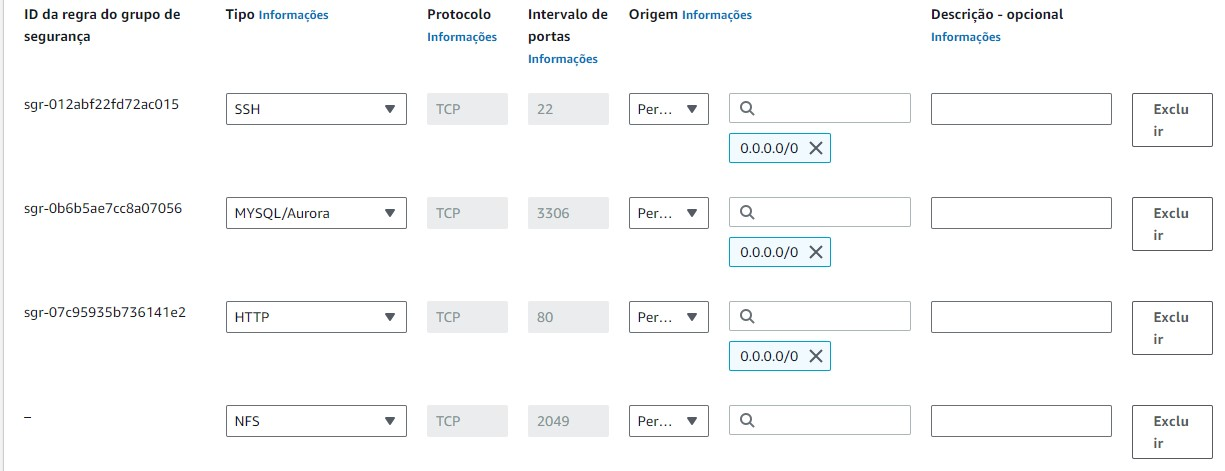 ID da regra do grupo de segurança
Tipo Informações
Protocolo
Informações
Intervalo de portas
Informações
Origem Informações
Descrição - opcional
Informações
sgr-012abf22fd72ac015
SSH
TCP
22
Per...
0.0.0.0/0
Exclu
ir
sgr-0b6b5ae7cc8a07056
MYSQL/Aurora
TCP
3306
Per...
0.0.0.0/0
Exclu
ir
sgr-07c95935b736141e2
HTTP
TCP
80
Per...
0.0.0.0/0
Exclu
ir
–
NFS
TCP
2049
Per...
Exclu
ir